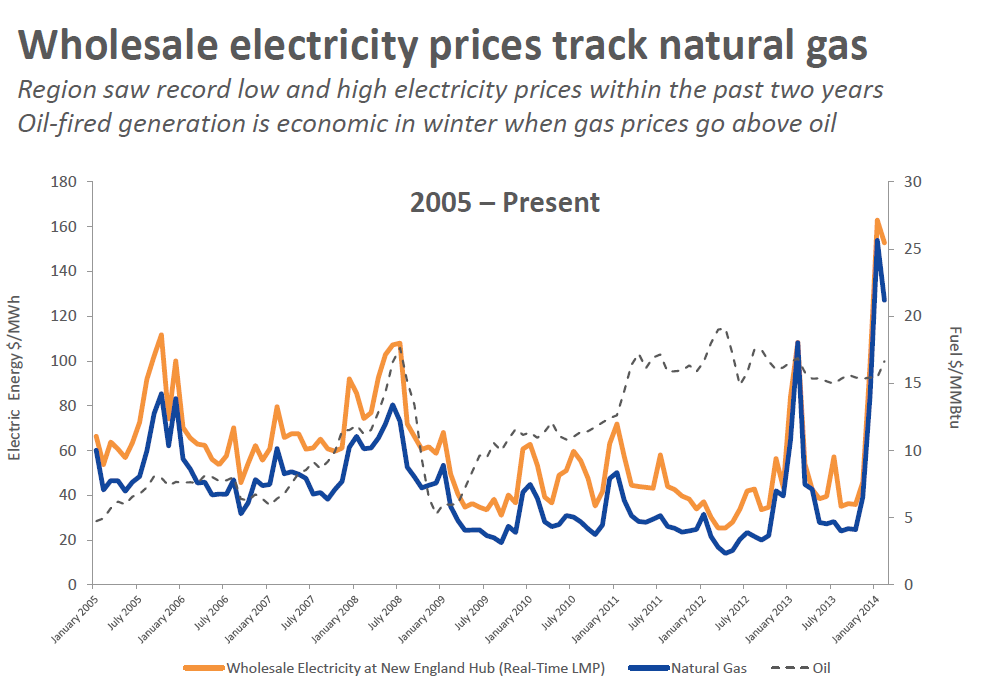 Wholesale electricity prices track natural gas
Region saw record low and high electricity prices within the past two years
Oil-fired generation is economic in winter when gas prices go above oil
2005 – Present
Electric Energy $/MWh
180
160
140
120
100
80
60
40
20
0
30
25
20
15
10
5
0
Fuel $/MMBtu
January 2005
July 2005
January 2006
July 2006
January 2007
July 2007
January 2008
July 2008
January 2009
July 2009
January 2010
July 2010
January 2011
July 2011
January 2012
July 2012
January 2013
July 2013
January 2014
Wholesale Electricity at New England Hub (Real-Time LMP) Natural Gas Oil